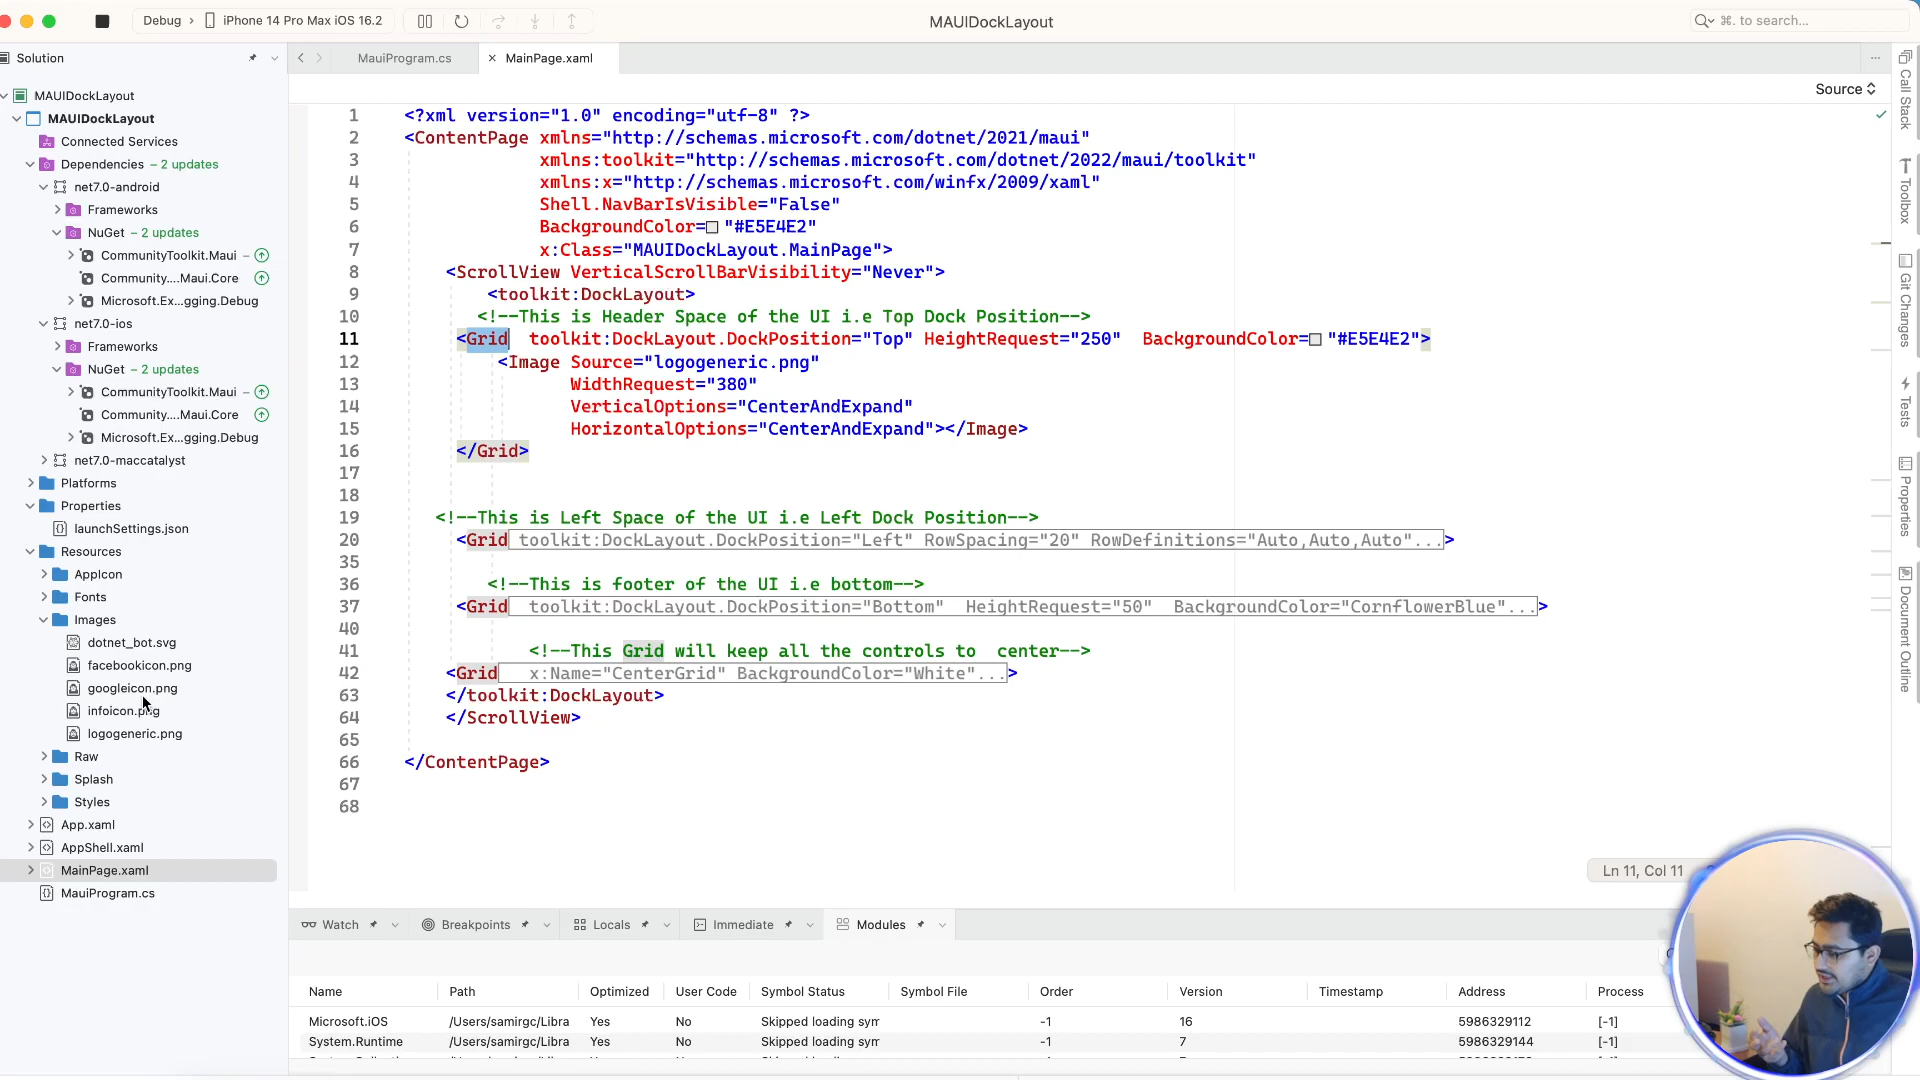 Debug › iPhone 14 Pro Max iOS 16.2
MAUIDockLayout
⌘. to search...
Solution
MauiProgram.cs
MainPage.xaml
Source
MAUIDockLayout
MAUIDockLayout
Connected Services
Dependencies – 2 updates
net7.0-android
Frameworks
NuGet – 2 updates
CommunityToolkit.Maui –
Community....Maui.Core
Microsoft.Ex...gging.Debug
net7.0-ios
Frameworks
NuGet – 2 updates
CommunityToolkit.Maui –
Community....Maui.Core
Microsoft.Ex...gging.Debug
net7.0-maccatalyst
Platforms
Properties
launchSettings.json
Resources
AppIcon
Fonts
Images
dotnet_bot.svg
facebookicon.png
googleicon.png
infoicon.png
logogeneric.png
Raw
Splash
Styles
App.xaml
AppShell.xaml
MainPage.xaml
MauiProgram.cs
1 <?xml version="1.0" encoding="utf-8" ?>
2 <ContentPage xmlns="http://schemas.microsoft.com/dotnet/2021/maui"
3 xmlns:toolkit="http://schemas.microsoft.com/dotnet/2022/maui/toolkit"
4 xmlns:x="http://schemas.microsoft.com/winfx/2009/xaml"
5 Shell.NavBarIsVisible="False"
6 BackgroundColor="#E5E4E2"
7 x:Class="MAUIDockLayout.MainPage">
8 <ScrollView VerticalScrollBarVisibility="Never">
9 <toolkit:DockLayout>
10 <!--This is Header Space of the UI i.e Top Dock Position-->
11 <Grid toolkit:DockLayout.DockPosition="Top" HeightRequest="250" BackgroundColor="#E5E4E2">
12 <Image Source="logogeneric.png"
13 WidthRequest="380"
14 VerticalOptions="CenterAndExpand"
15 HorizontalOptions="CenterAndExpand"></Image>
16 </Grid>
17
18
19 <!--This is Left Space of the UI i.e Left Dock Position-->
20 <Grid toolkit:DockLayout.DockPosition="Left" RowSpacing="20" RowDefinitions="Auto,Auto,Auto"...>
35
36 <!--This is footer of the UI i.e bottom-->
37 <Grid toolkit:DockLayout.DockPosition="Bottom" HeightRequest="50" BackgroundColor="CornflowerBlue"...>
40
41 <!--This Grid will keep all the controls to center-->
42 <Grid x:Name="CenterGrid" BackgroundColor="White"...>
63 </toolkit:DockLayout>
64 </ScrollView>
65
66 </ContentPage>
67
68
Ln 11, Col 11
Call Stack
Toolbox
Git Changes
Tests
Properties
Document Outline
Watch
Breakpoints
Locals
Immediate
Modules
Name Path Optimized User Code Symbol Status Symbol File Order Version Timestamp Address Process
Microsoft.iOS /Users/samirgc/Libra Yes No Skipped loading sym -1 16 5986329112 [-1]
System.Runtime /Users/samirgc/Libra Yes No Skipped loading sym -1 7 5986329144 [-1]